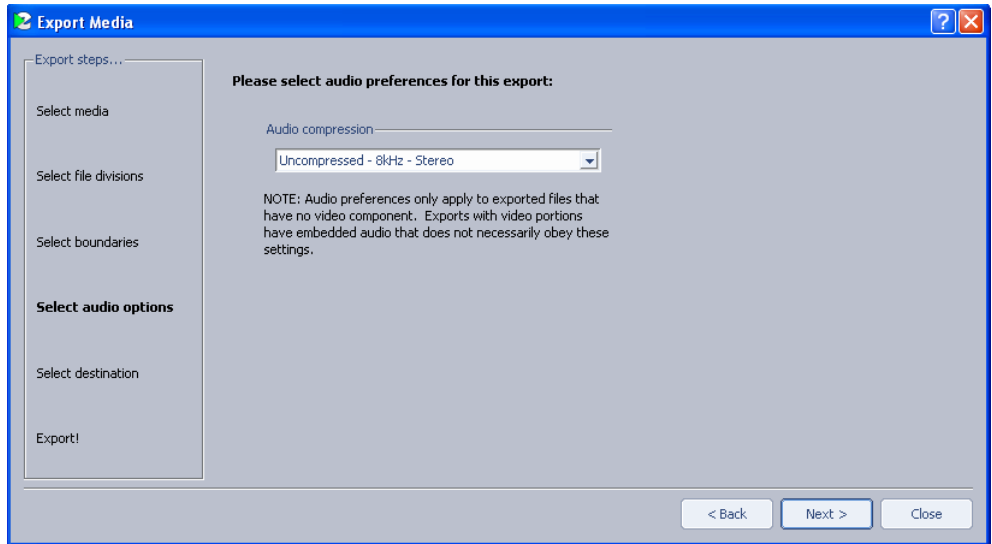 Export Media
Export steps...
Select media
Select file divisions
Select boundaries
Select audio options
Select destination
Export!
Please select audio preferences for this export:
Audio compression
Uncompressed - 8kHz - Stereo
NOTE: Audio preferences only apply to exported files that
have no video component.  Exports with video portions
have embedded audio that does not necessarily obey these
settings.
< Back
Next >
Close